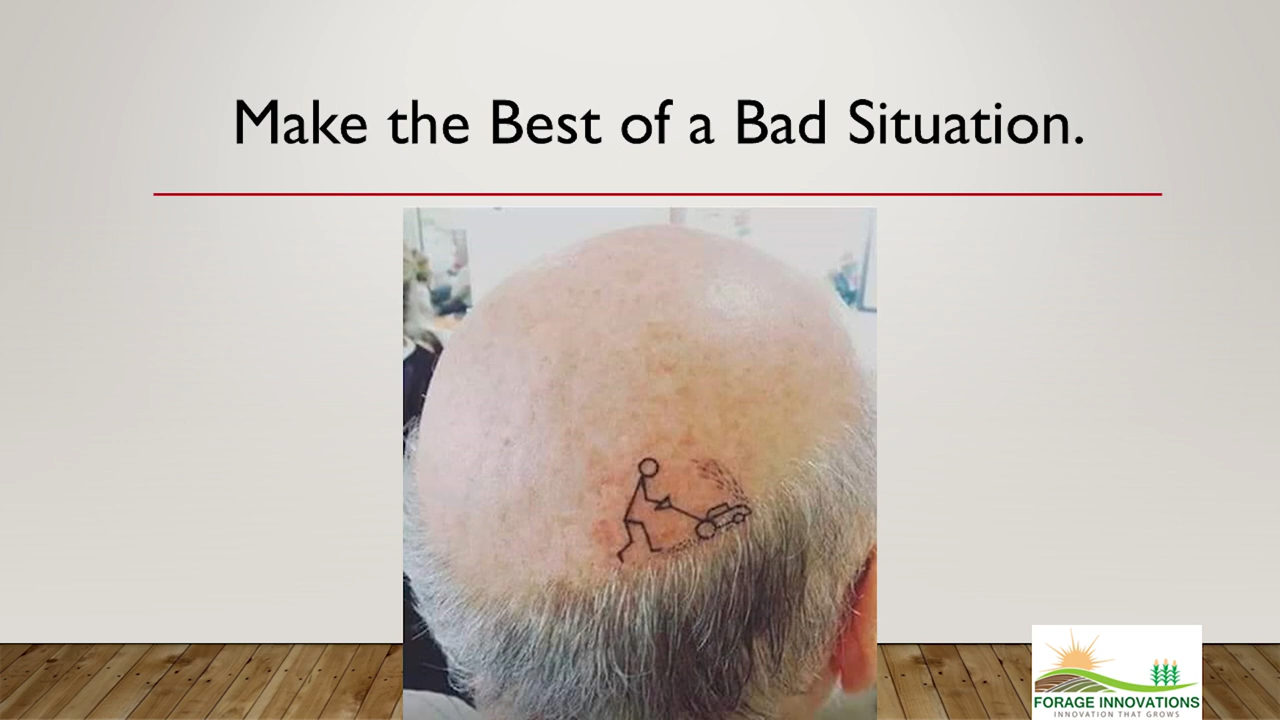 Make the Best of a Bad Situation.
FORAGE INNOVATIONS
INNOVATION THAT GROWS